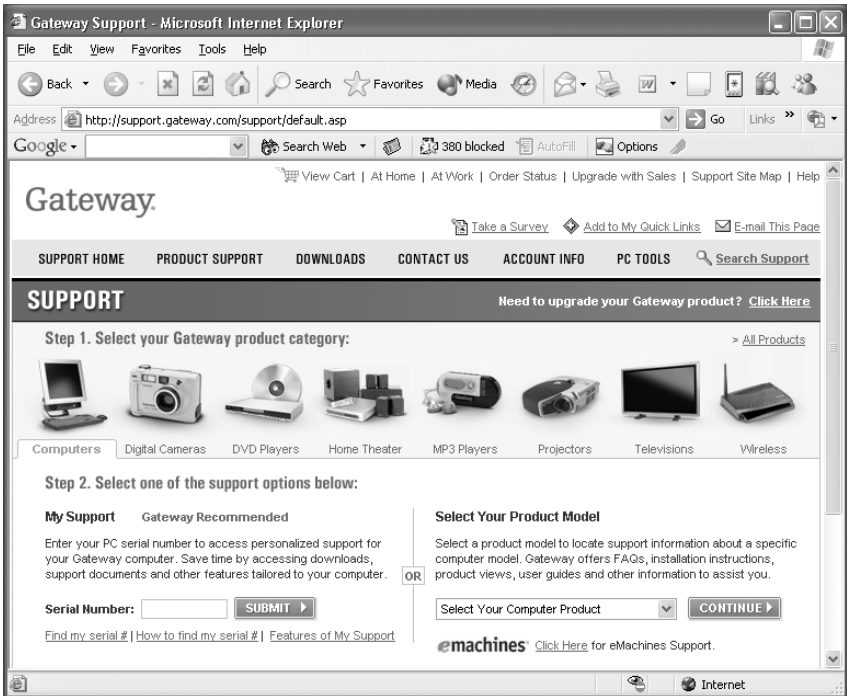 Gateway Support - Microsoft Internet Explorer
File Edit View Favorites Tools Help
Back Search Favorites Media W
Address http://support.gateway.com/support/default.asp Go Links »
Google Search Web 380 blocked AutoFill Options
View Cart | At Home | At Work | Order Status | Upgrade with Sales | Support Site Map | Help
Gateway.
Take a Survey Add to My Quick Links E-mail This Page
SUPPORT HOME PRODUCT SUPPORT DOWNLOADS CONTACT US ACCOUNT INFO PC TOOLS Search Support
SUPPORT Need to upgrade your Gateway product? Click Here
Step 1. Select your Gateway product category: » All Products
Computers Digital Cameras DVD Players Home Theater MP3 Players Projectors Televisions Wireless
Step 2. Select one of the support options below:
My Support Gateway Recommended
Enter your PC serial number to access personalized support for
your Gateway computer. Save time by accessing downloads,
support documents and other features tailored to your computer.
Serial Number: SUBMIT
Find my serial # | How to find my serial # | Features of My Support
OR
Select Your Product Model
Select a product model to locate support information about a specific
computer model. Gateway offers FAQs, installation instructions,
product views, user guides and other information to assist you.
Select Your Computer Product CONTINUE
emachines Click Here for eMachines Support.
Internet